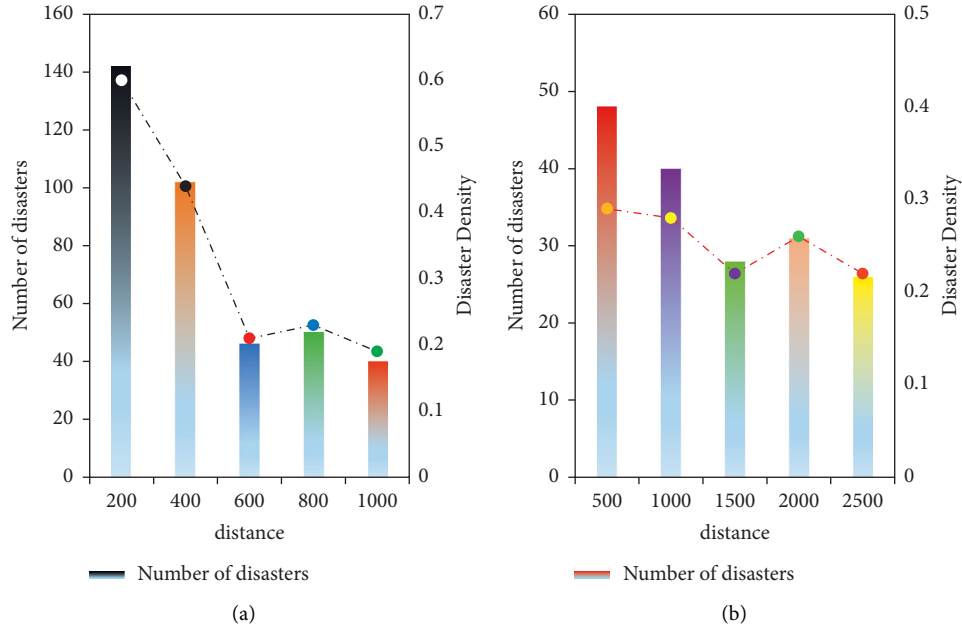 160
140
120
100
80
60
40
20
0
Number of disasters
0.7
0.6
0.5
0.4
0.3
0.2
0.1
0
Disaster Density
200 400 600 800 1000
distance
Number of disasters
(a)
60
50
40
30
20
10
0
Number of disasters
0.5
0.4
0.3
0.2
0.1
0
Disaster Density
500 1000 1500 2000 2500
distance
Number of disasters
(b)